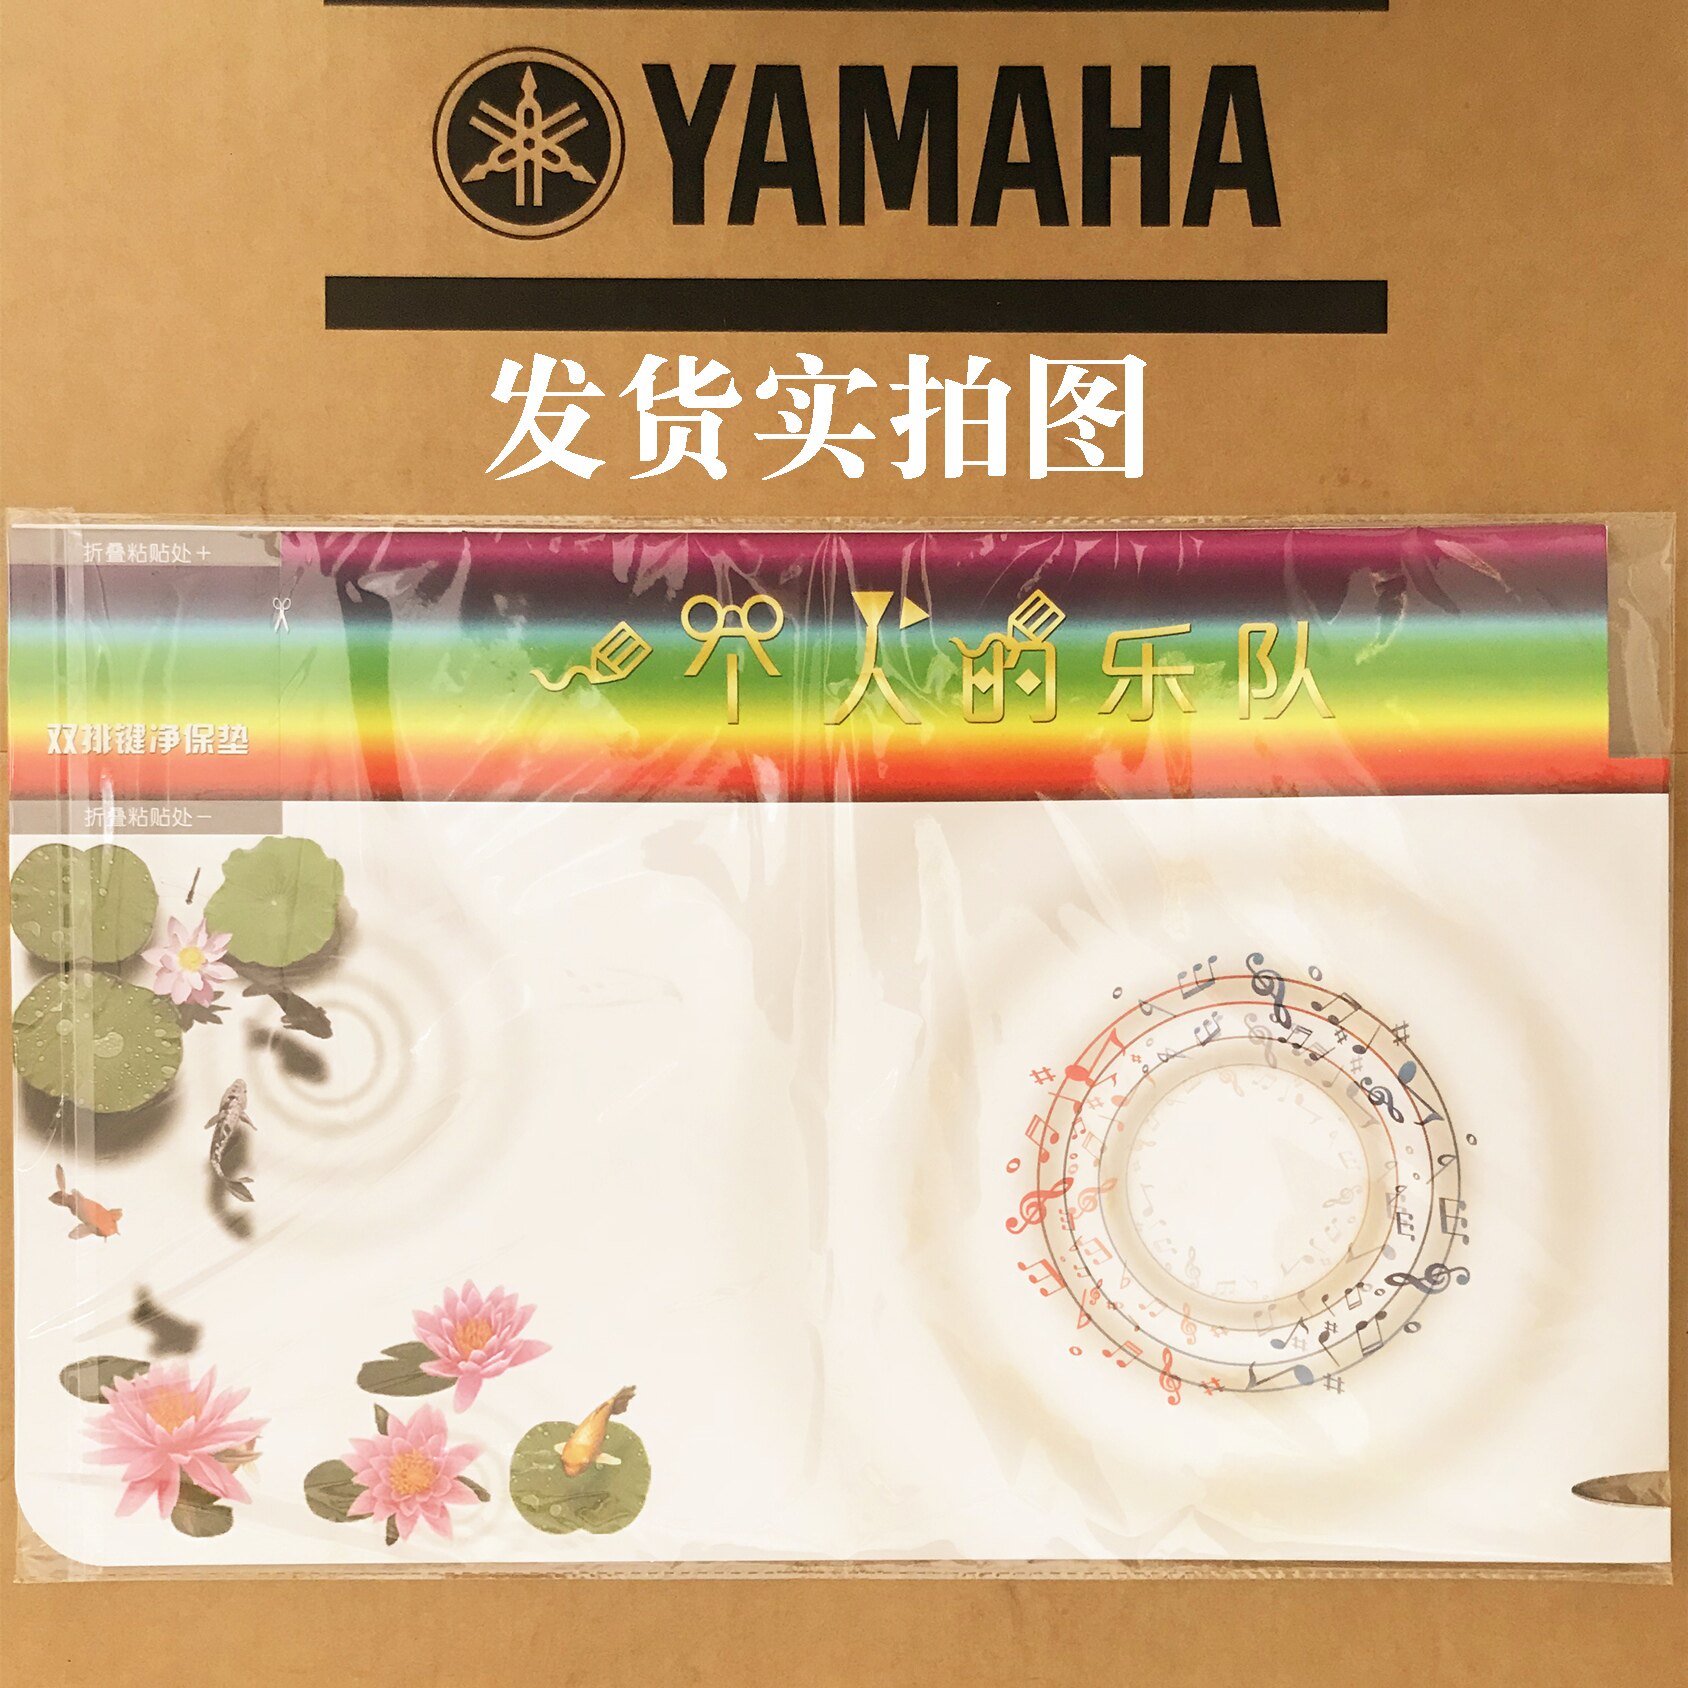 YAMAHA
发货实拍图
折叠粘贴处+
一个人的乐队
双排键净保垫
折叠粘贴处-